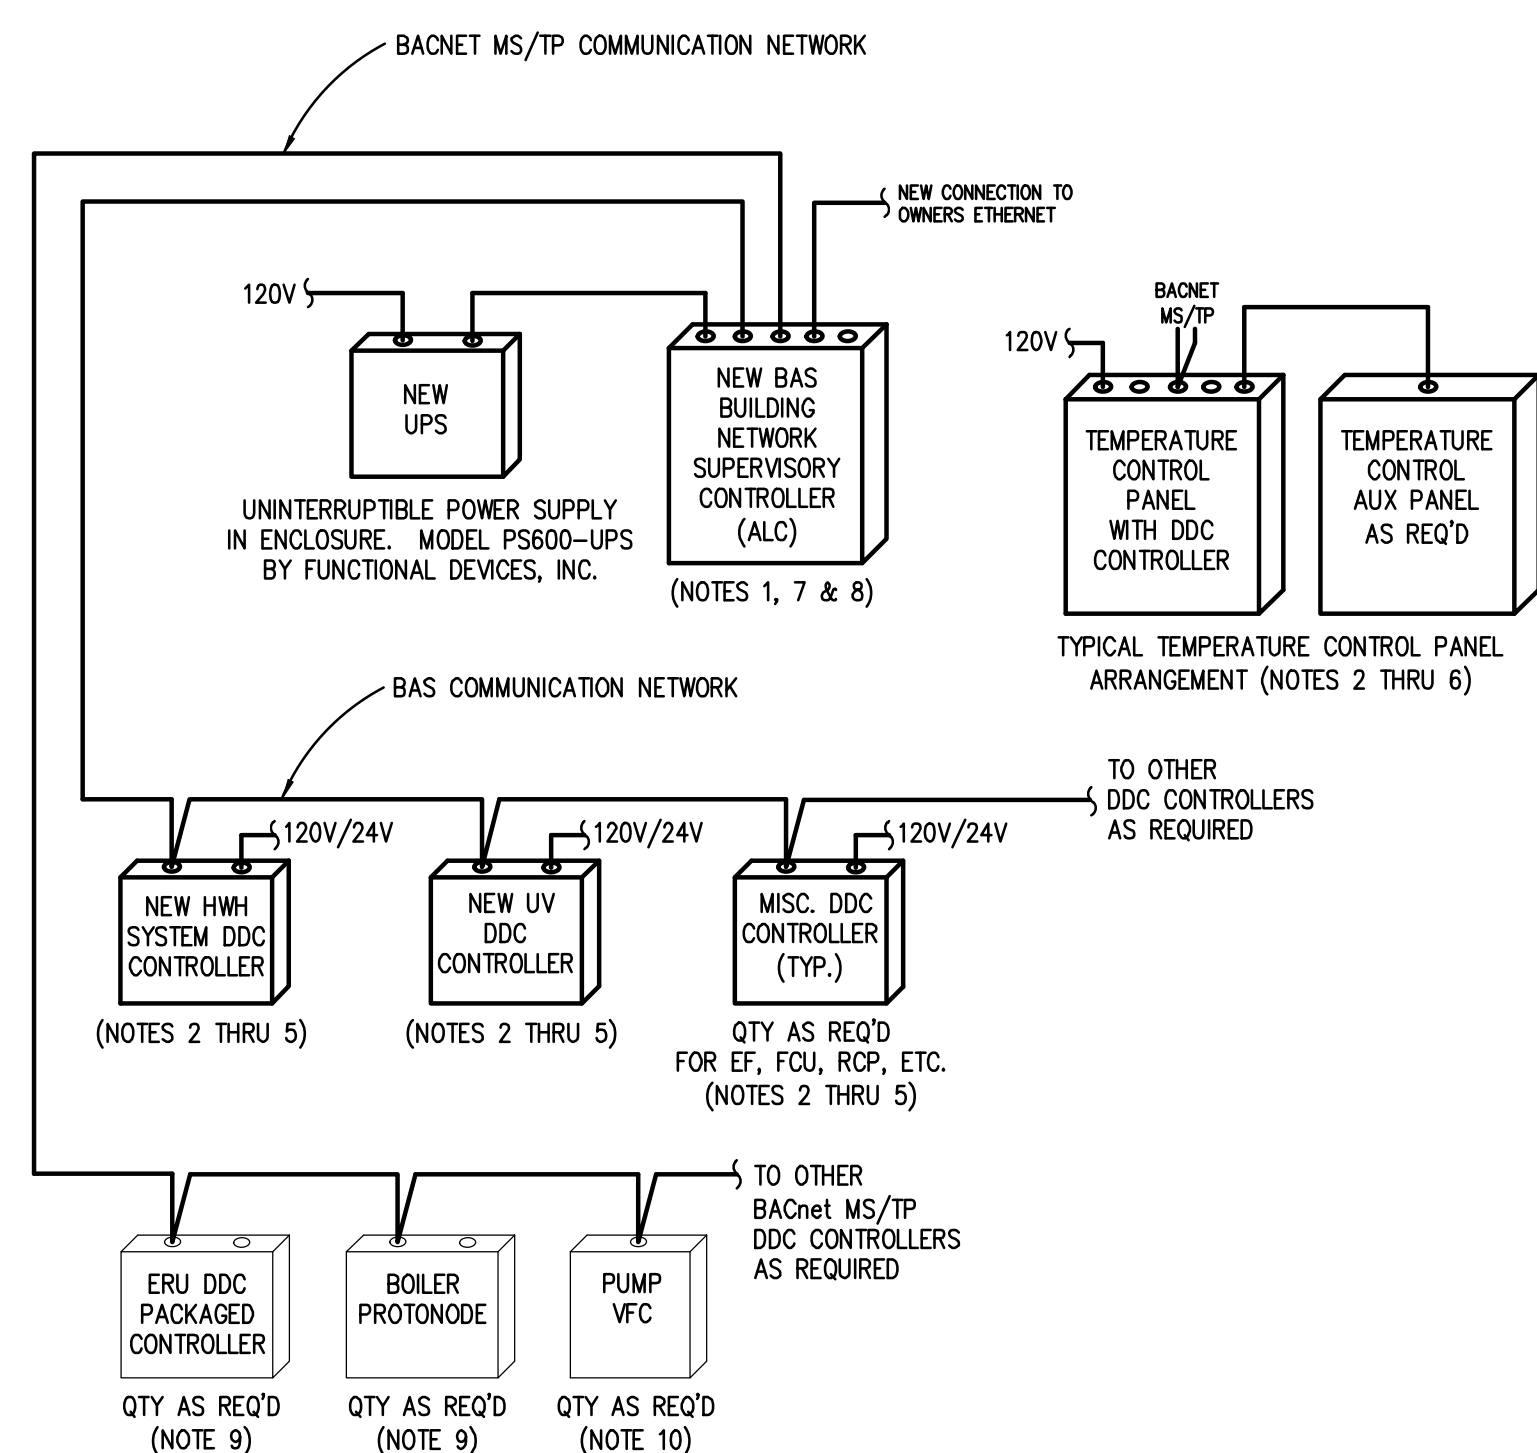 BACNET MS/TP COMMUNICATION NETWORK
NEW CONNECTION TO
OWNERS ETHERNET
120V
NEW
UPS
UNINTERRUPTIBLE POWER SUPPLY
IN ENCLOSURE. MODEL PS600-UPS
BY FUNCTIONAL DEVICES, INC.
NEW BAS
BUILDING
NETWORK
SUPERVISORY
CONTROLLER
(ALC)
(NOTES 1, 7 & 8)
BACNET
MS/TP
120V
TEMPERATURE
CONTROL
PANEL
WITH DDC
CONTROLLER
TEMPERATURE
CONTROL
AUX PANEL
AS REQ'D
TYPICAL TEMPERATURE CONTROL PANEL
ARRANGEMENT (NOTES 2 THRU 6)
BAS COMMUNICATION NETWORK
TO OTHER
DDC CONTROLLERS
AS REQUIRED
120V/24V
120V/24V
120V/24V
NEW HWH
SYSTEM DDC
CONTROLLER
(NOTES 2 THRU 5)
NEW UV
DDC
CONTROLLER
(NOTES 2 THRU 5)
MISC. DDC
CONTROLLER
(TYP.)
QTY AS REQ'D
FOR EF, FCU, RCP, ETC.
(NOTES 2 THRU 5)
TO OTHER
BACnet MS/TP
DDC CONTROLLERS
AS REQUIRED
ERU DDC
PACKAGED
CONTROLLER
QTY AS REQ'D
(NOTE 9)
BOILER
PROTONODE
QTY AS REQ'D
(NOTE 9)
PUMP
VFC
QTY AS REQ'D
(NOTE 10)